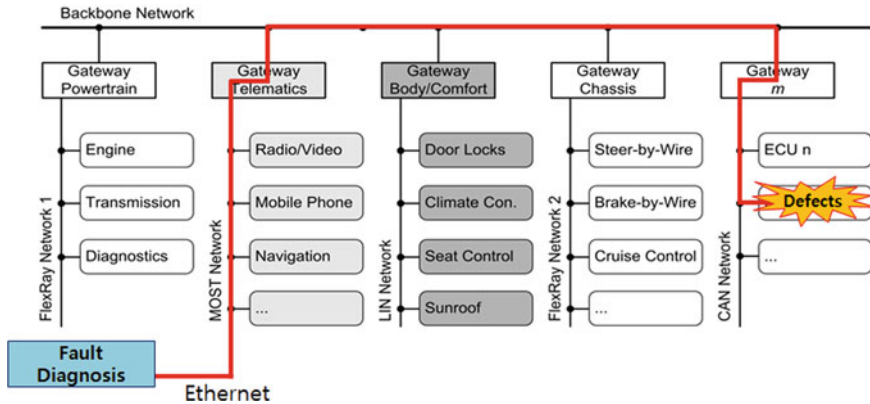 Backbone Network
Gateway
Powertrain
Gateway
Telematics
Gateway
Body/Comfort
Gateway
Chassis
Gateway
m
FlexRay Network 1
Engine
Transmission
Diagnostics
MOST Network
Radio/Video
Mobile Phone
Navigation
...
LIN Network
Door Locks
Climate Con.
Seat Control
Sunroof
FlexRay Network 2
Steer-by-Wire
Brake-by-Wire
Cruise Control
...
CAN Network
ECU n
Defects
...
Fault
Diagnosis
Ethernet